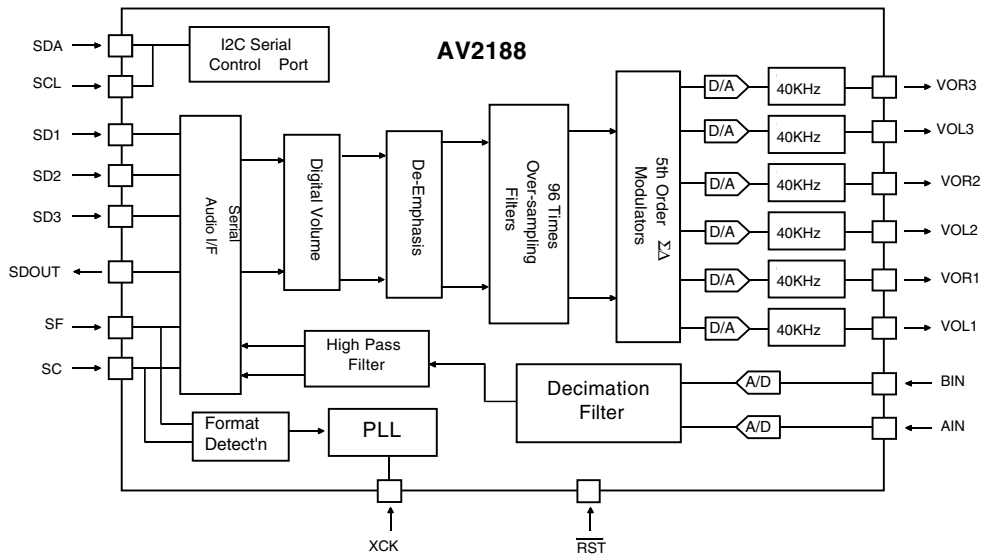 AV2188
SDA
SCL
I2C Serial
Control Port
SD1
SD2
SD3
SDOUT
SF
SC
Serial
Audio I/F
Digital Volume
De-Emphasis
96 Times
Over-sampling
Filters
5th Order ΣΔ
Modulators
D/A
40KHz
VOR3
D/A
40KHz
VOL3
D/A
40KHz
VOR2
D/A
40KHz
VOL2
D/A
40KHz
VOR1
D/A
40KHz
VOL1
High Pass
Filter
Decimation
Filter
A/D
BIN
A/D
AIN
Format
Detect'n
PLL
XCK
RST